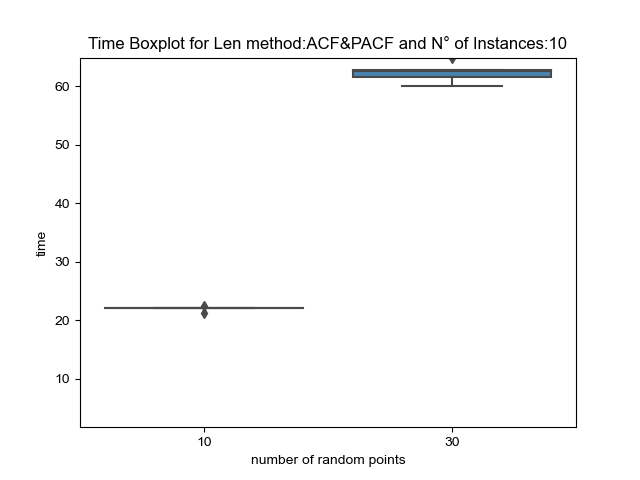 Time Boxplot for Len method:ACF&PACF and N° of Instances:10
60
50
40
30
20
10
time
10 30
number of random points